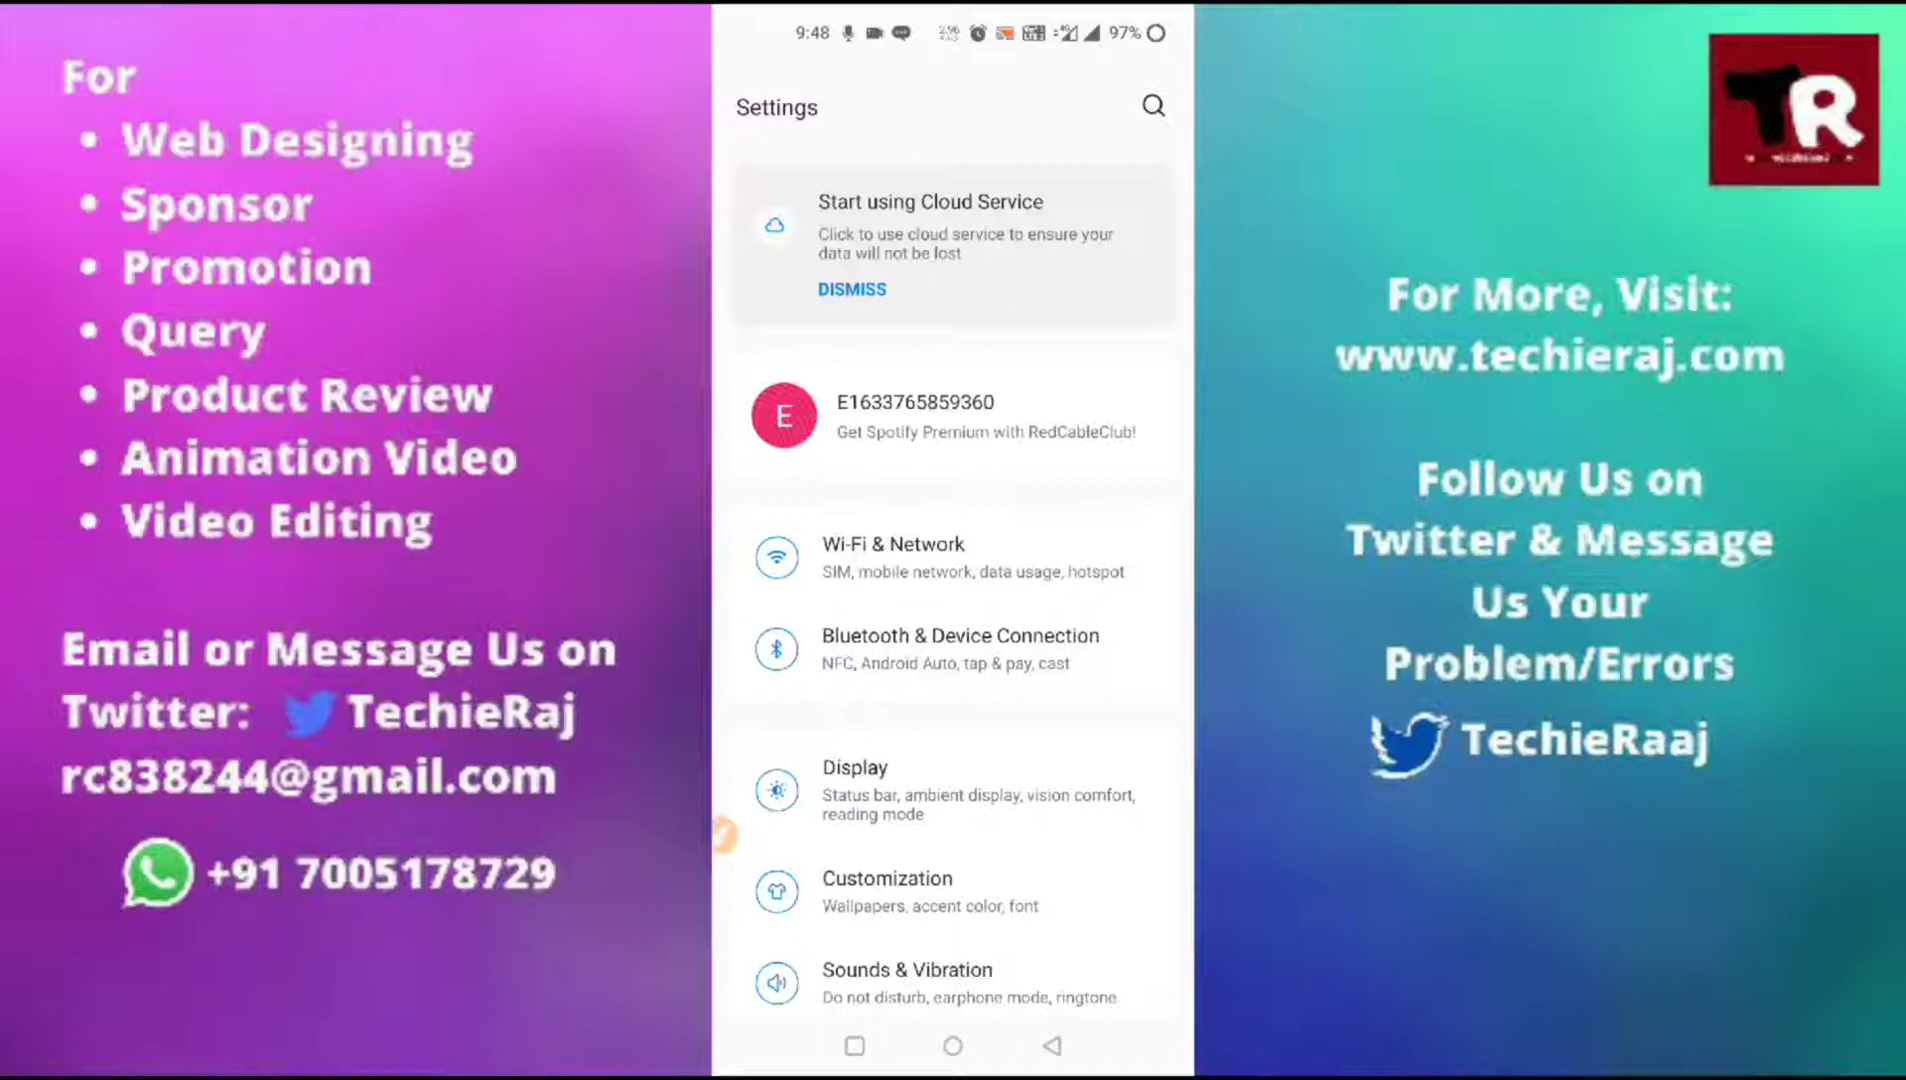 For
• Web Designing
• Sponsor
• Promotion
• Query
• Product Review
• Animation Video
• Video Editing
Email or Message Us on
Twitter: TechieRaj
rc838244@gmail.com
+91 7005178729
9:48
97%
Settings
Start using Cloud Service
Click to use cloud service to ensure your
data will not be lost
DISMISS
E
E1633765859360
Get Spotify Premium with RedCableClub!
Wi-Fi & Network
SIM, mobile network, data usage, hotspot
Bluetooth & Device Connection
NFC, Android Auto, tap & pay, cast
Display
Status bar, ambient display, vision comfort,
reading mode
Customization
Wallpapers, accent color, font
Sounds & Vibration
Do not disturb, earphone mode, ringtone
TR
For More, Visit:
www.techieraj.com
Follow Us on
Twitter & Message
Us Your
Problem/Errors
TechieRaaj